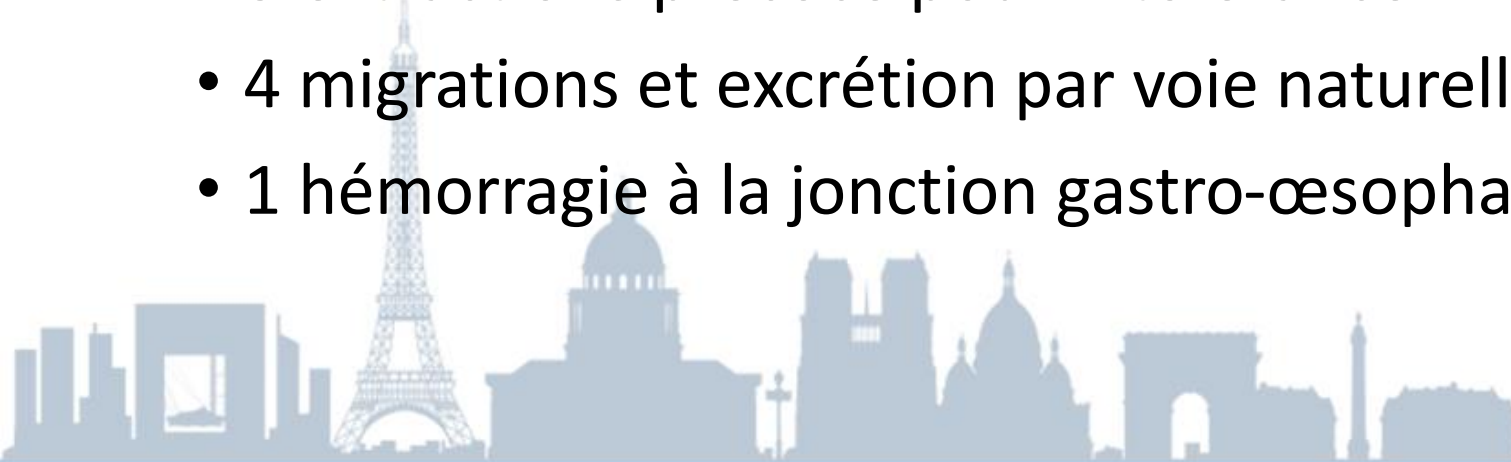 • 4 migrations et excrétion par voie naturell
• 1 hémorragie à la jonction gastro-œsopha